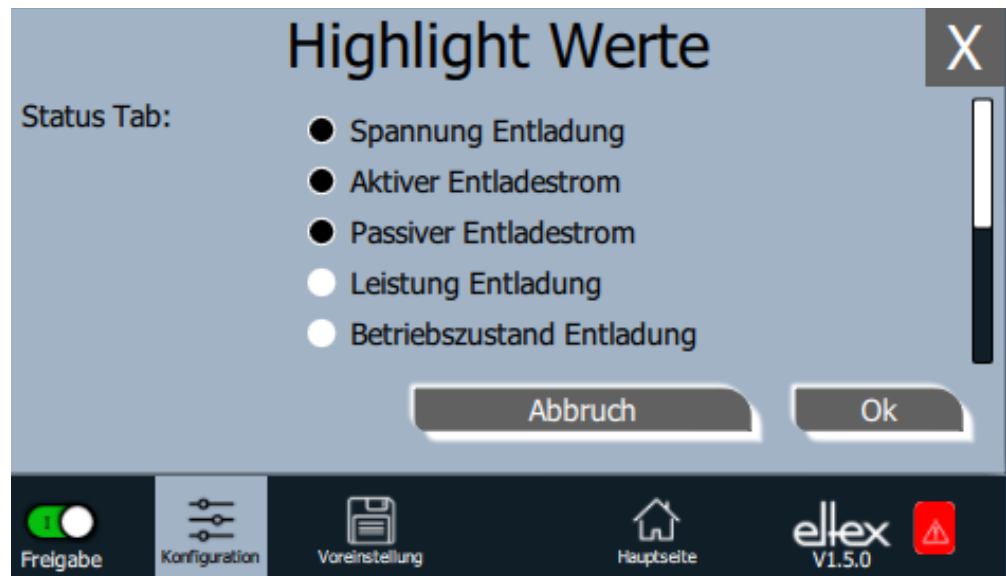 Highlight Werte
X
Status Tab:
Spannung Entladung
Aktiver Entladestrom
Passiver Entladestrom
Leistung Entladung
Betriebszustand Entladung
Abbruch
Ok
I
Freigabe
Konfiguration
Voreinstellung
Hauptseite
eltex
V1.5.0